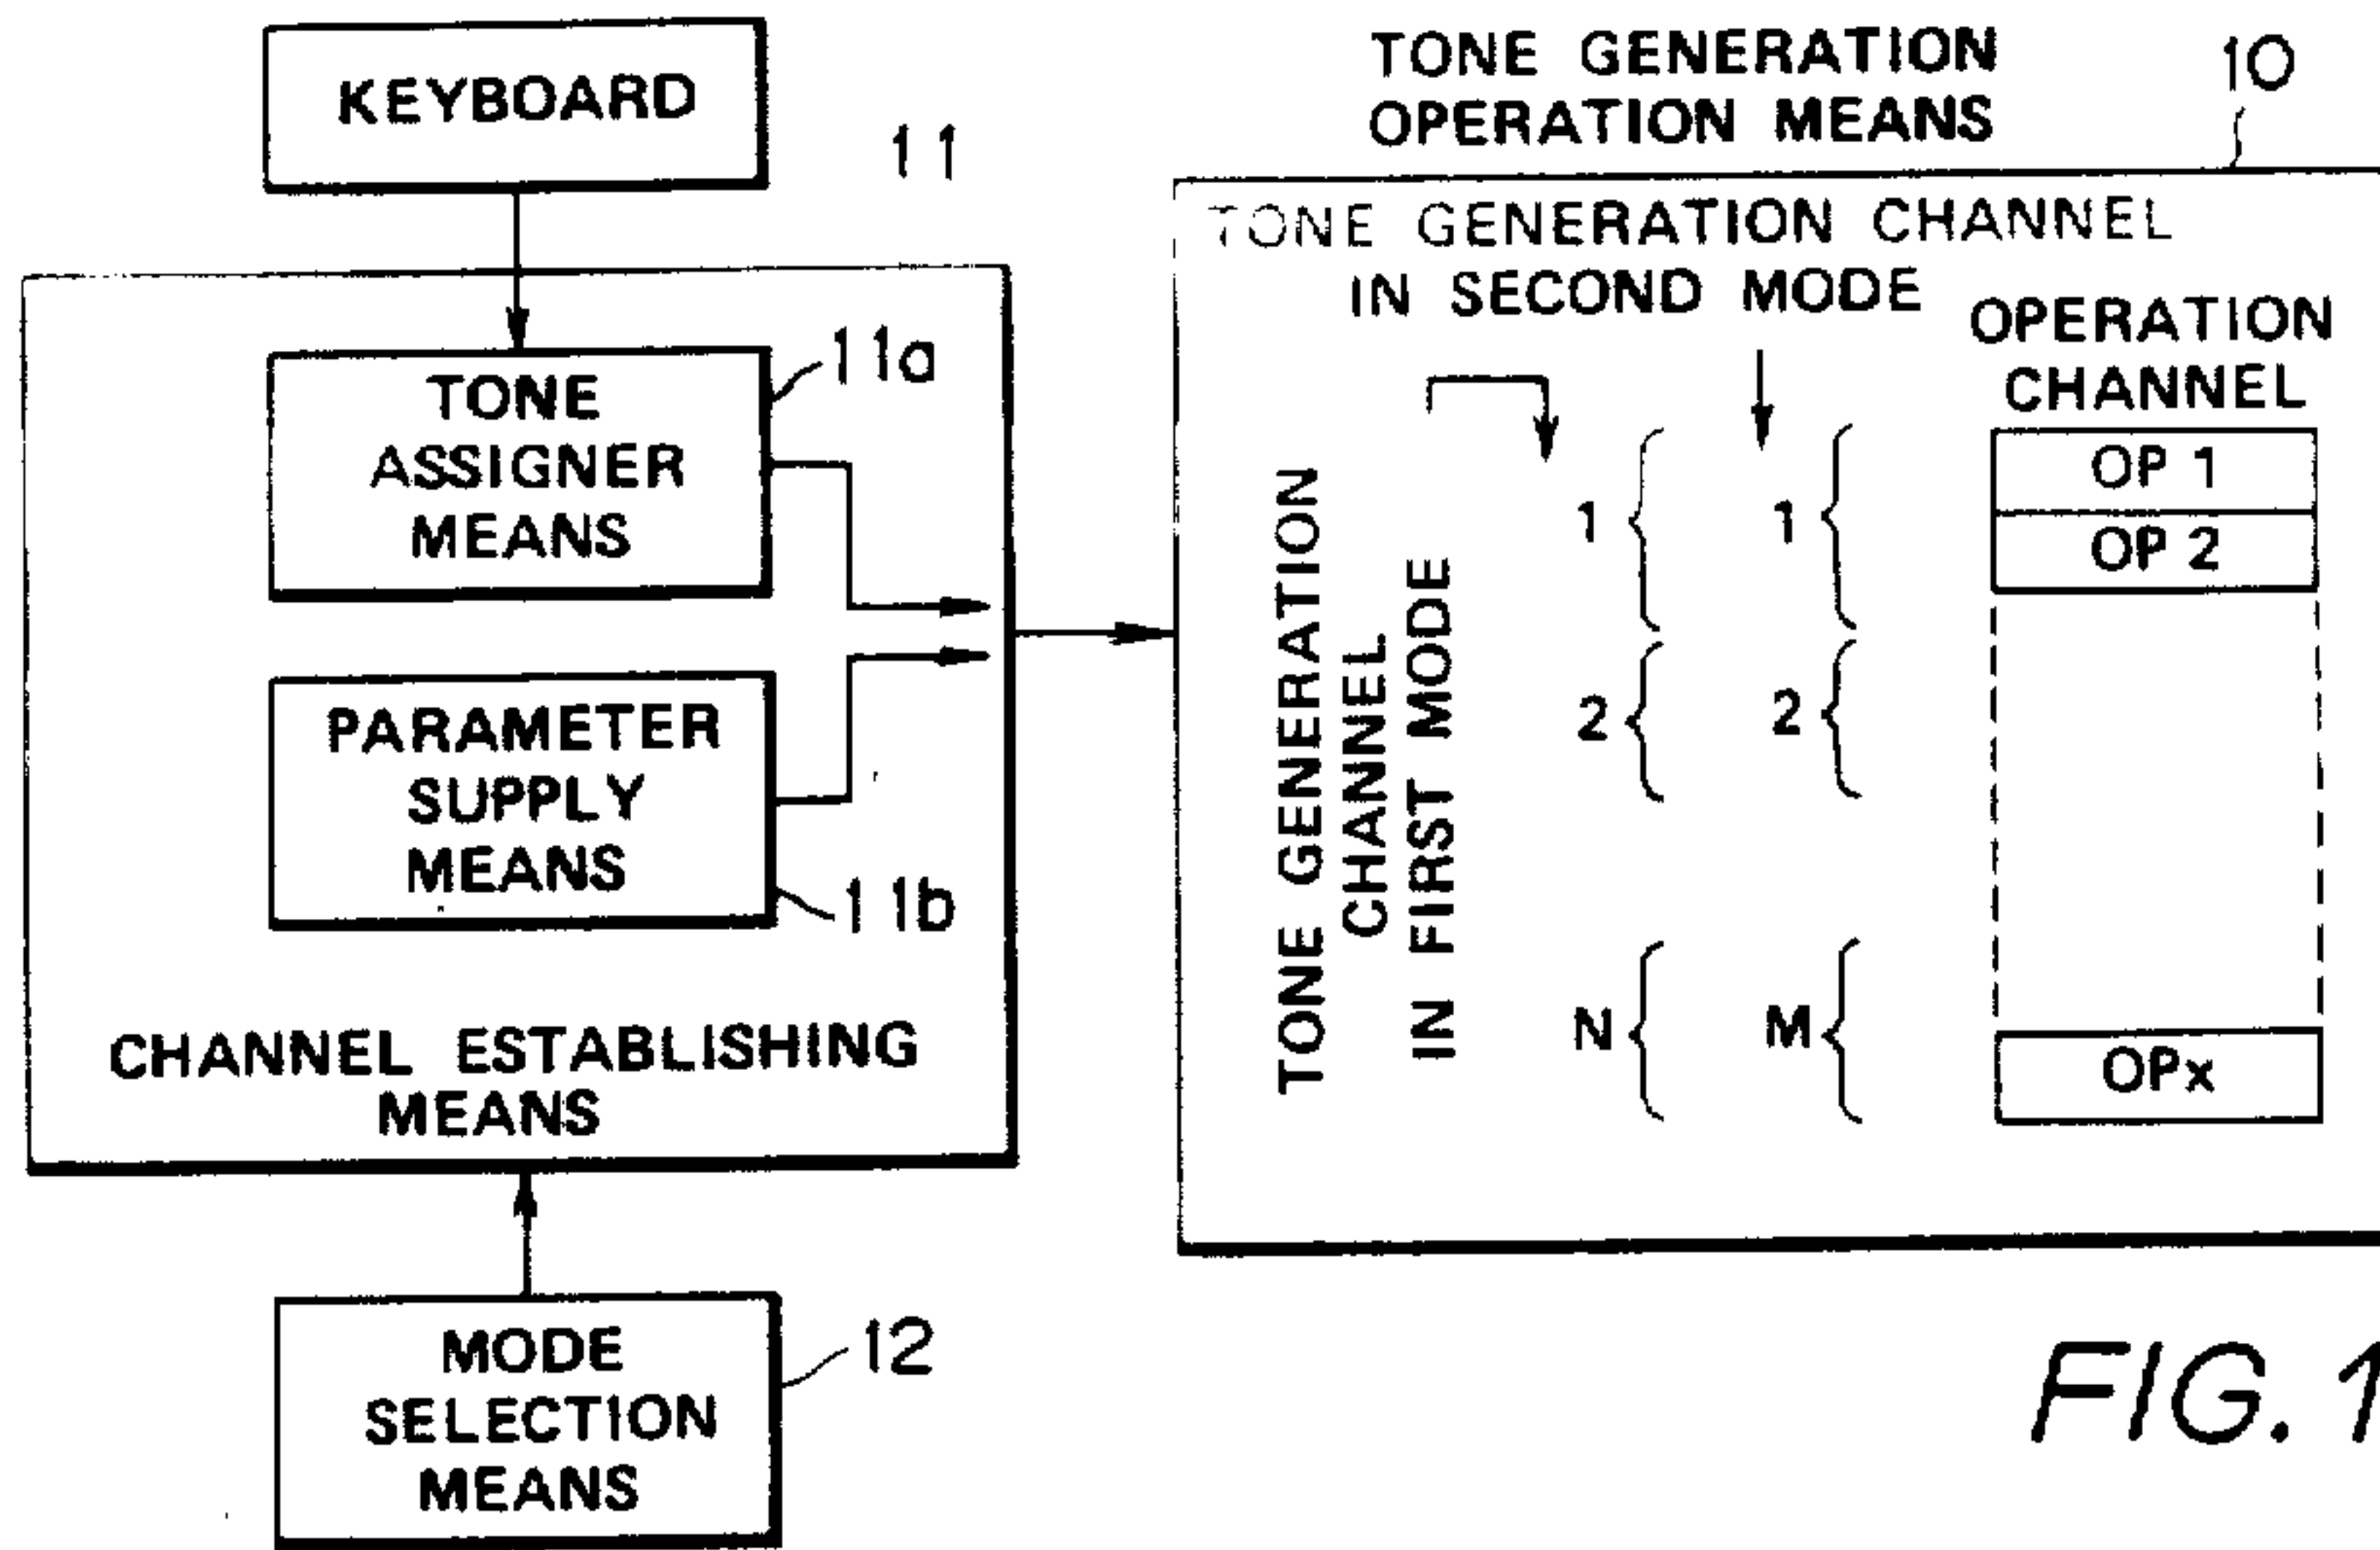 KEYBOARD
11
TONE
ASSIGNER
MEANS
11a
PARAMETER
SUPPLY
MEANS
11b
CHANNEL ESTABLISHING
MEANS
MODE
SELECTION
MEANS
12
TONE GENERATION
OPERATION MEANS
10
TONE GENERATION CHANNEL
IN SECOND MODE
TONE GENERATION
CHANNEL
IN FIRST MODE
1
2
N
1
2
M
OPERATION
CHANNEL
OP 1
OP 2
OPx
FIG. 1